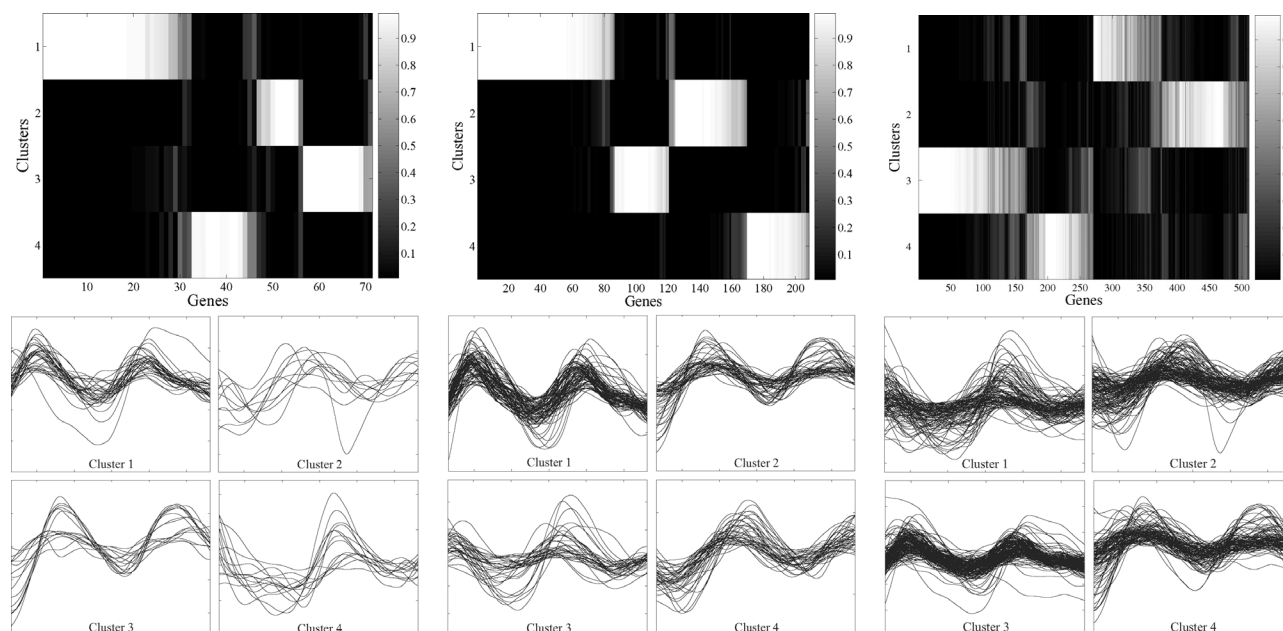 1
2
3
4
Clusters
10 20 30 40 50 60 70
Genes
0.9
0.8
0.7
0.6
0.5
0.4
0.3
0.2
0.1
1
2
3
4
Clusters
20 40 60 80 100 120 140 160 180 200
Genes
0.9
0.8
0.7
0.6
0.5
0.4
0.3
0.2
0.1
1
2
3
4
Clusters
50 100 150 200 250 300 350 400 450 500
Genes
Cluster 1
Cluster 2
Cluster 3
Cluster 4
Cluster 1
Cluster 2
Cluster 3
Cluster 4
Cluster 1
Cluster 2
Cluster 3
Cluster 4